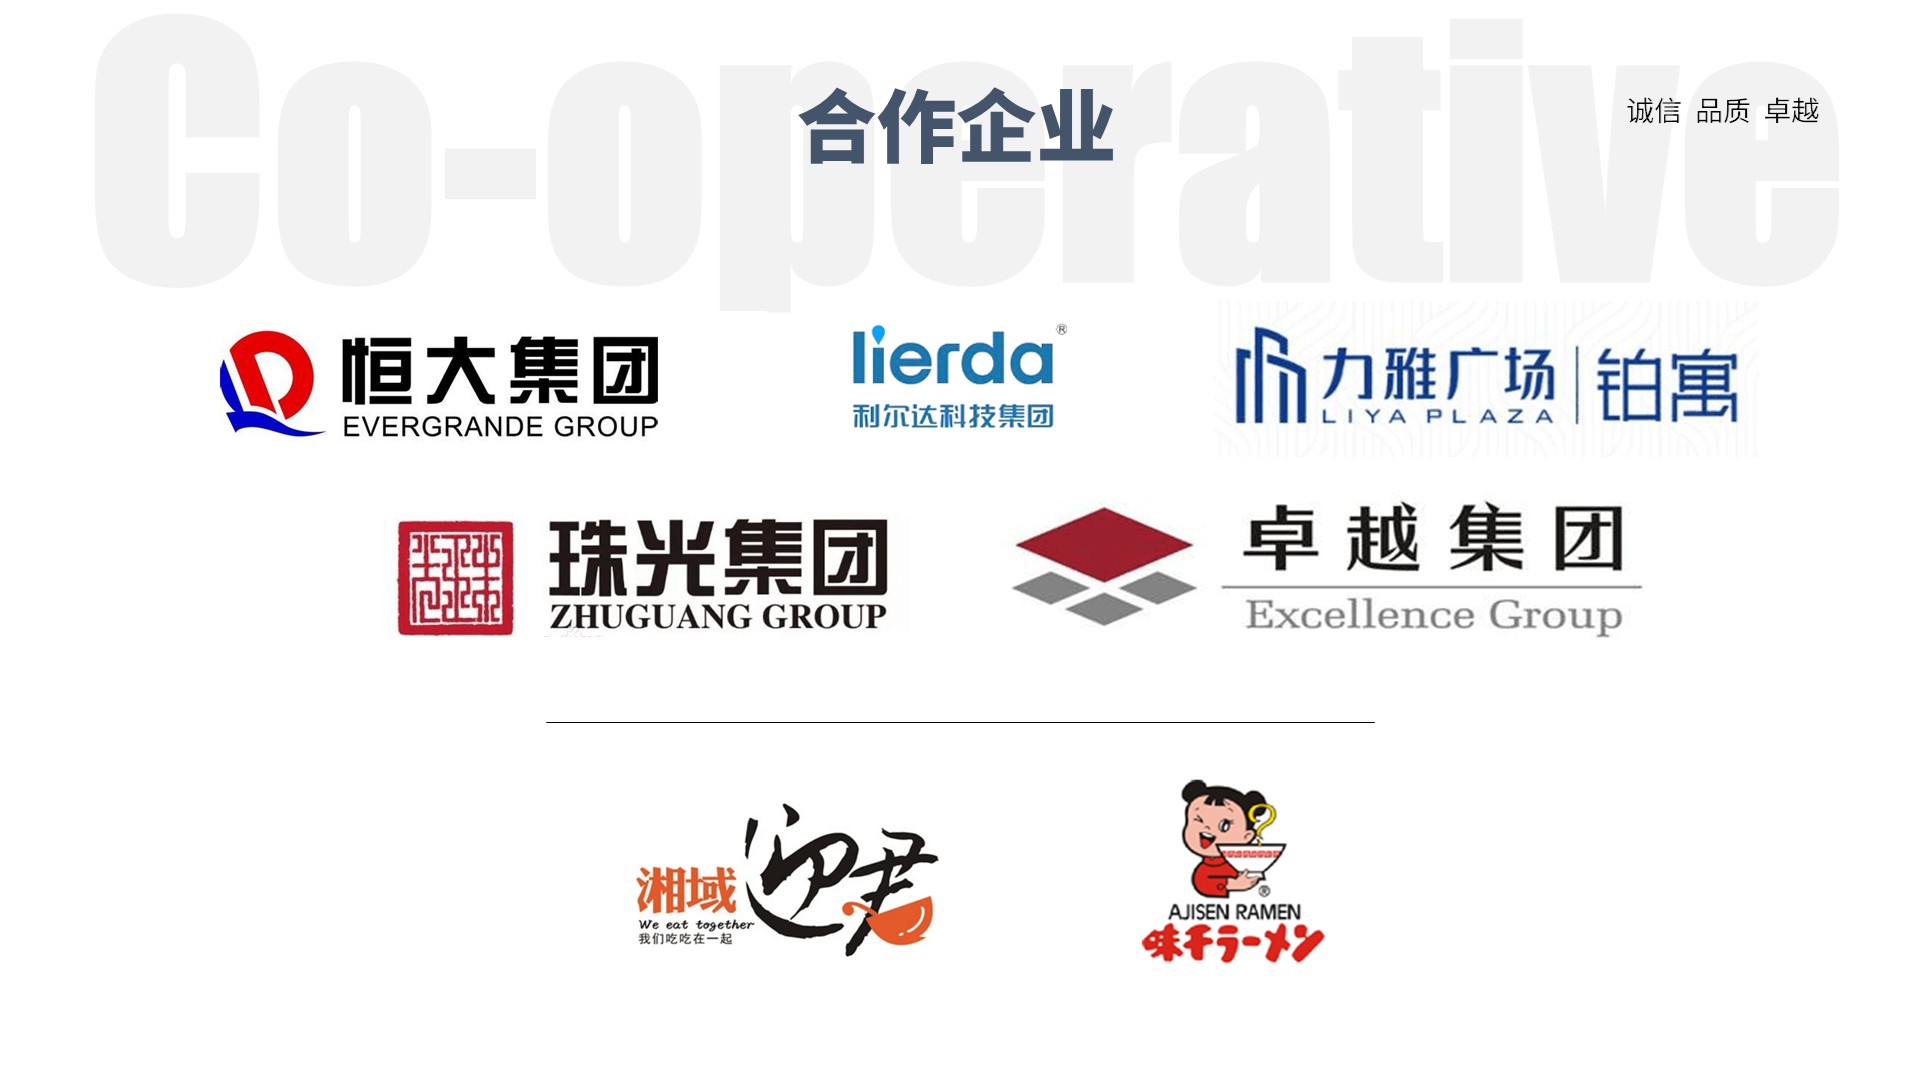 Co-operative
合作企业
诚信 品质 卓越
恒大集团
EVERGRANDE GROUP
lierda®
利尔达科技集团
力雅广场
LIYA PLAZA
铂寓
珠光集团
ZHUGUANG GROUP
卓越集团
Excellence Group
湘域
迎君
We eat together
我们吃吃在一起
®
AJISEN RAMEN
味千ラーメン